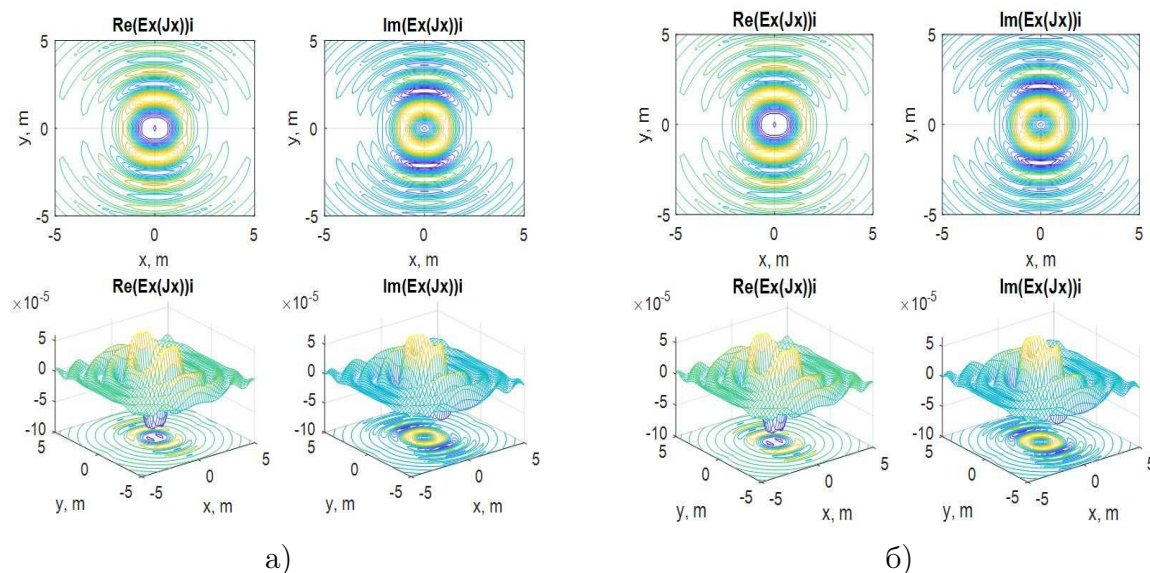 Re(Ex(Jx))i Im(Ex(Jx))i
5 5
y, m 0 0
-5 -5
-5 0 5 -5 0 5
x, m x, m
Re(Ex(Jx))i Im(Ex(Jx))i
×10-5 ×10-5
5 5
0 0
-5 -5
-10 -10
5 5 5 5
0 0 0 0
y, m -5 -5 x, m y, m -5 -5 x, m
а)
Re(Ex(Jx))i Im(Ex(Jx))i
5 5
y, m 0 0
-5 -5
-5 0 5 -5 0 5
x, m x, m
Re(Ex(Jx))i Im(Ex(Jx))i
×10-5 ×10-5
5 5
0 0
-5 -5
-10 -10
5 5 5 5
0 0 0 0
y, m -5 -5 x, m y, m -5 -5 x, m
б)